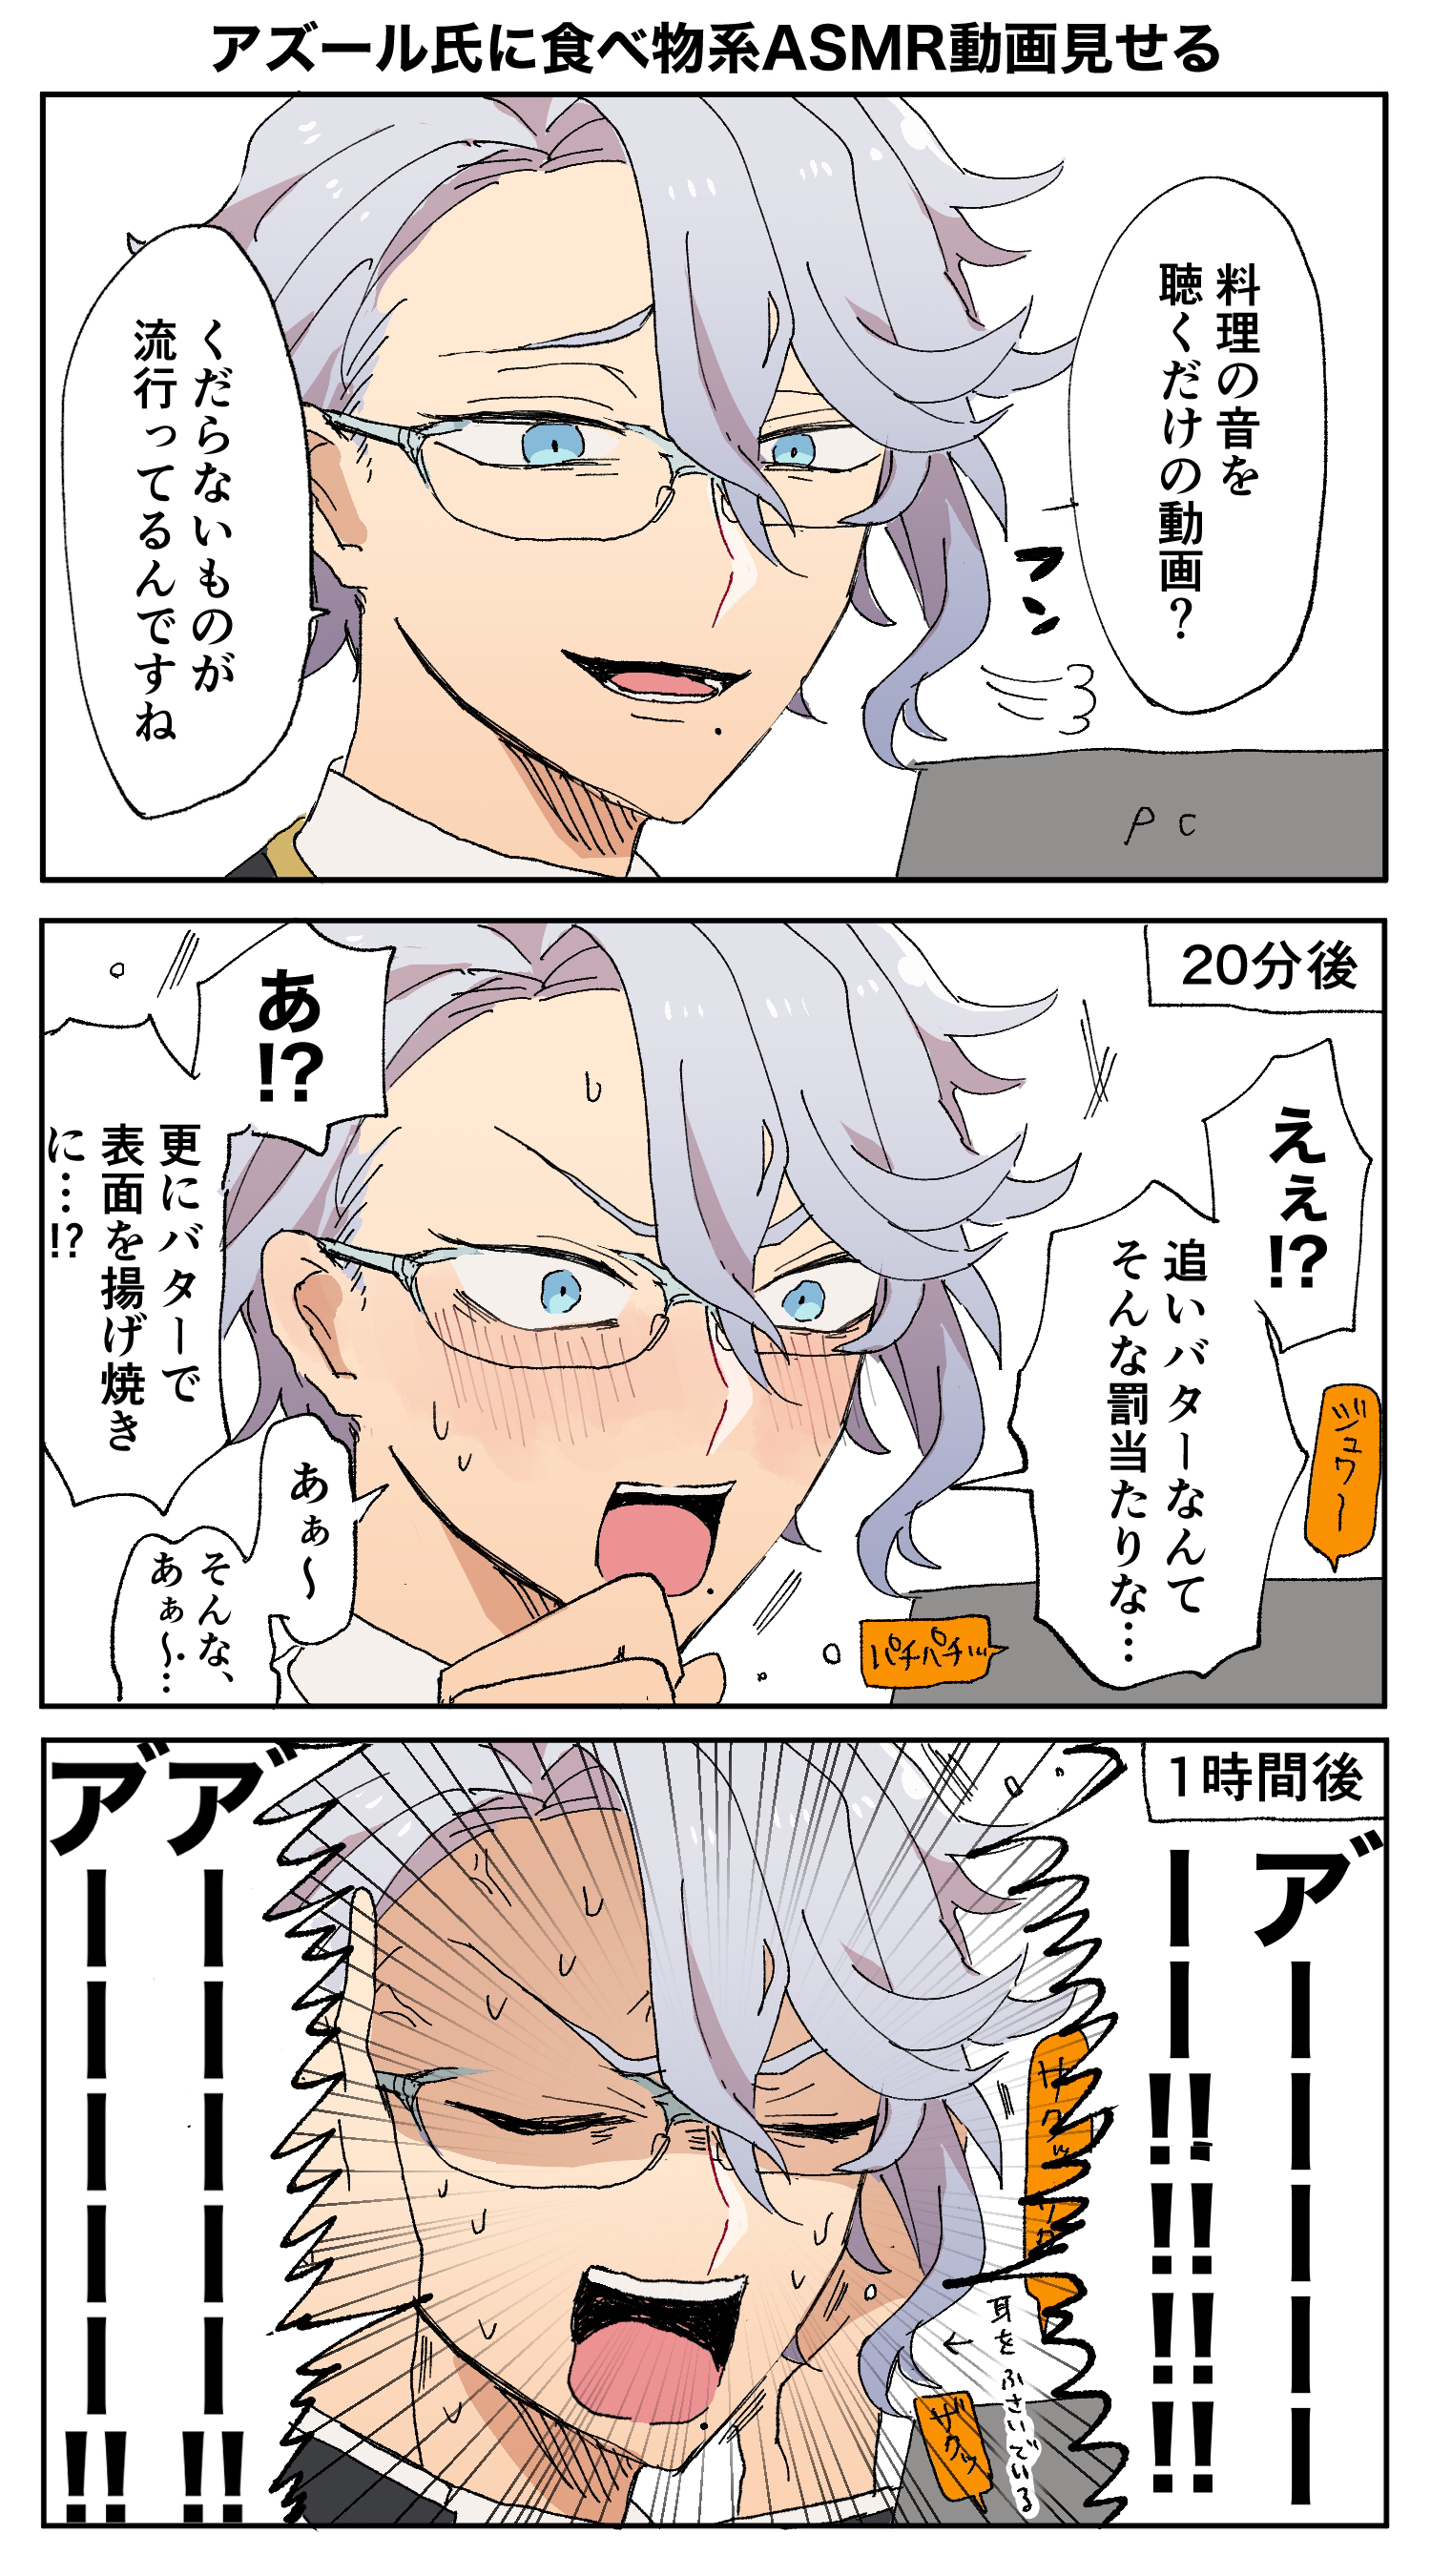 アズール氏に食べ物系ASMR動画見せる
料理の音を
聴くだけの動画?
フッ
くだらないものが
流行ってるんですね
PC
20分後
えぇ!?
追いバターなんて
そんな罰当たりな…
ジュワ〜
パチパチ…
あ!?
更にバターで
表面を揚げ焼き
に…!?
あぁ〜
そんな、
あぁ〜…
1時間後
ア゛ーーーーー
ーー!!!!!!!!
サクッ
耳をふさいでいる
←
ザクッ
ア゛ーーーーー!!
ア゛ーーーーー!!